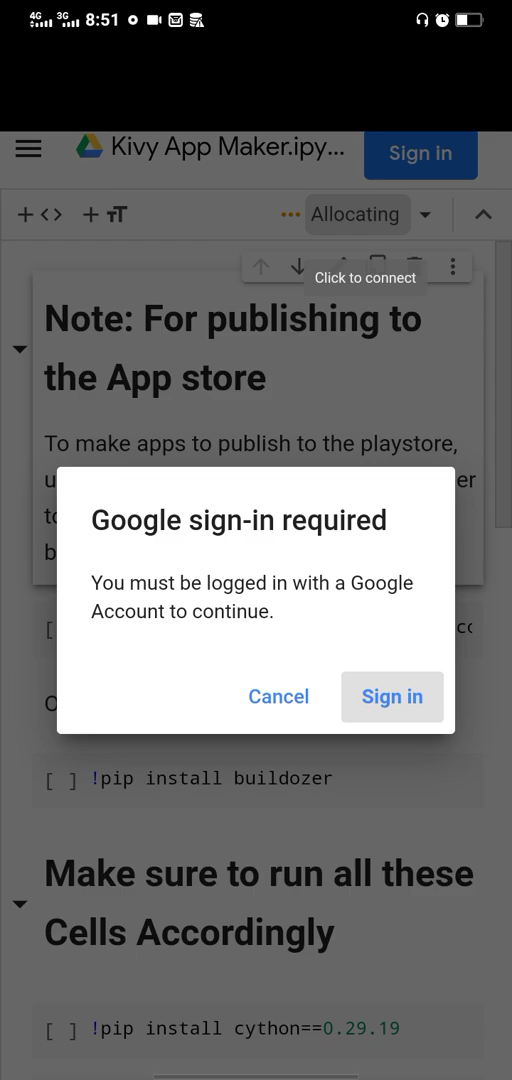 4G 3G 8:51
Kivy App Maker.ipy...
Sign in
+ <> + TT
Allocating
Click to connect
Note: For publishing to
the App store
To make apps to publish to the playstore,
Google sign-in required
You must be logged in with a Google
Account to continue.
Cancel Sign in
[ ] !pip install buildozer
Make sure to run all these
Cells Accordingly
[ ] !pip install cython==0.29.19